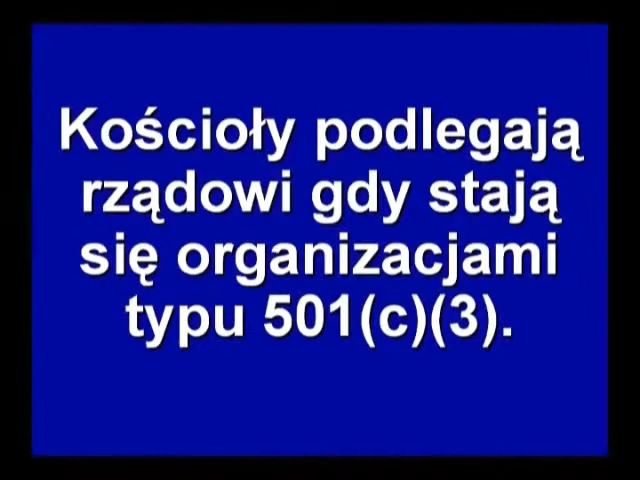 Kościoły podlegają
rządowi gdy stają
się organizacjami
typu 501(c)(3).